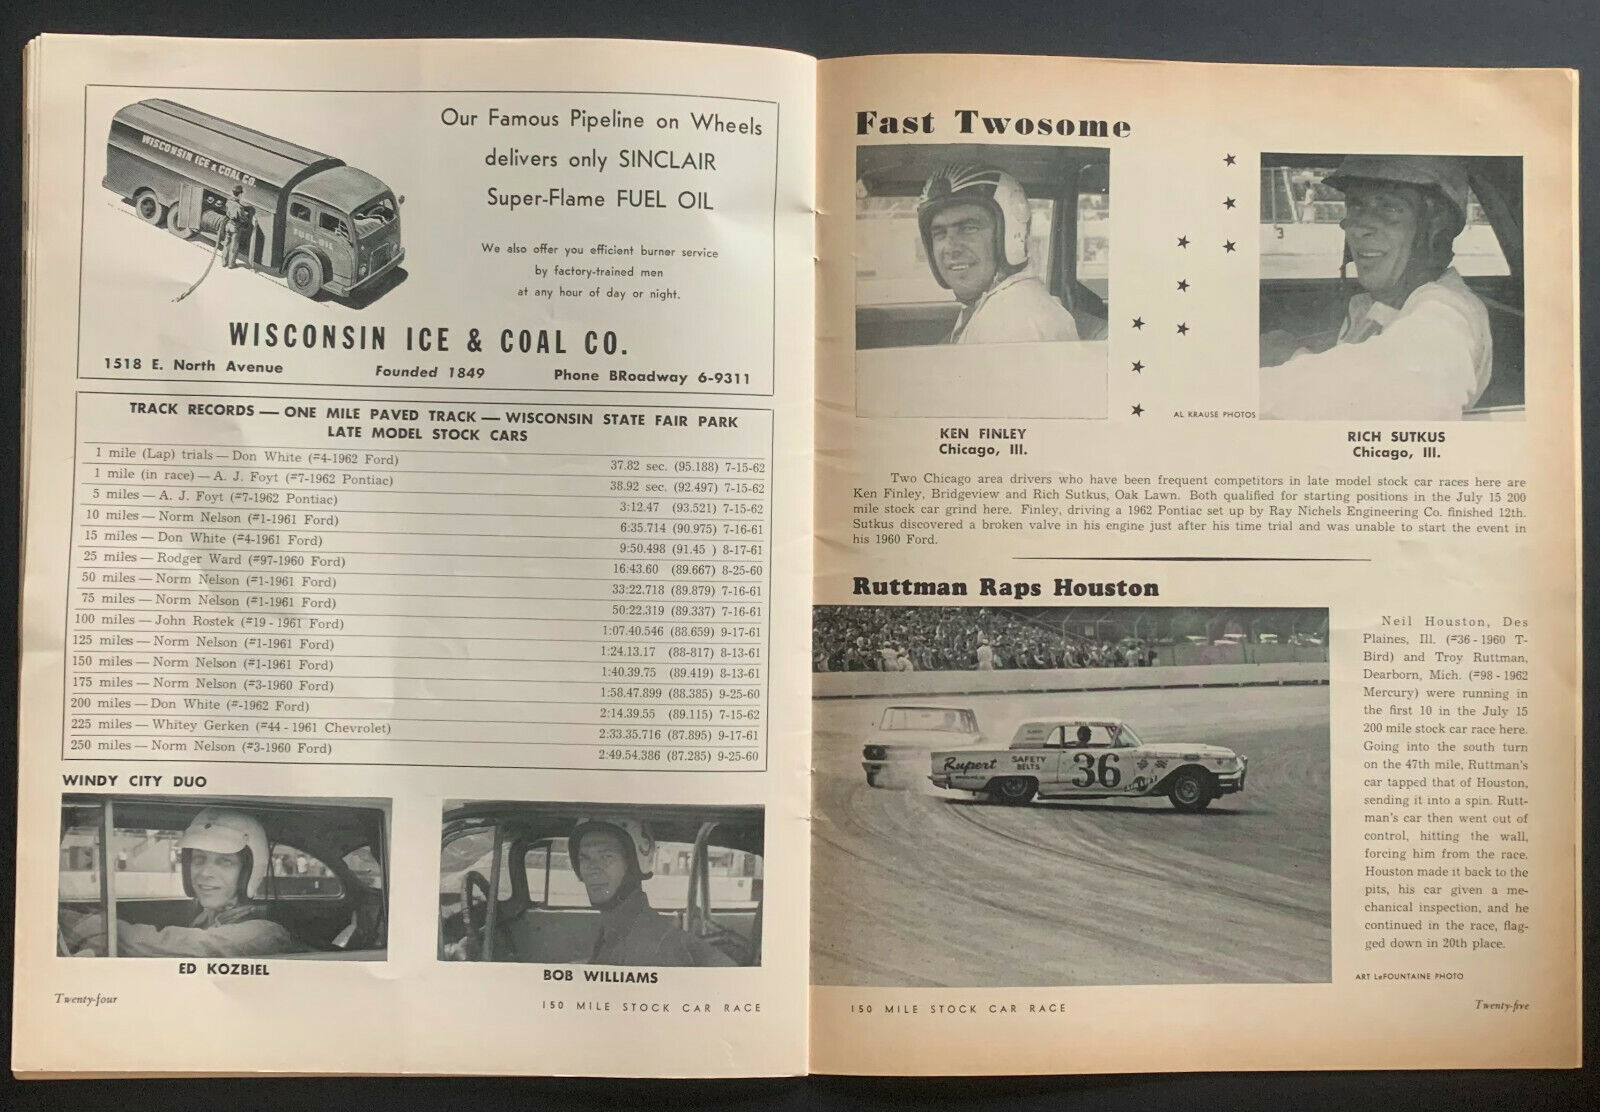 WISCONSIN ICE & COAL CO.
FUEL OIL
Our Famous Pipeline on Wheels
delivers only SINCLAIR
Super-Flame FUEL OIL
We also offer you efficient burner service
by factory-trained men
at any hour of day or night.
WISCONSIN ICE & COAL CO.
1518 E. North Avenue Founded 1849 Phone BRoadway 6-9311
TRACK RECORDS — ONE MILE PAVED TRACK — WISCONSIN STATE FAIR PARK
LATE MODEL STOCK CARS
1 mile (Lap) trials — Don White (#4-1962 Ford) 37.82 sec. (95.188) 7-15-62
1 mile (in race) — A. J. Foyt (#7-1962 Pontiac) 38.92 sec. (92.497) 7-15-62
5 miles — A. J. Foyt (#7-1962 Pontiac) 3:12.47 (93.521) 7-15-62
10 miles — Norm Nelson (#1-1961 Ford) 6:35.714 (90.975) 7-16-61
15 miles — Don White (#4-1961 Ford) 9:50.498 (91.45 ) 8-17-61
25 miles — Rodger Ward (#97-1960 Ford) 16:43.60 (89.667) 8-25-60
50 miles — Norm Nelson (#1-1961 Ford) 33:22.718 (89.879) 7-16-61
75 miles — Norm Nelson (#1-1961 Ford) 50:22.319 (89.337) 7-16-61
100 miles — John Rostek (#19 - 1961 Ford) 1:07.40.546 (88.659) 9-17-61
125 miles — Norm Nelson (#1-1961 Ford) 1:24.13.17 (88-817) 8-13-61
150 miles — Norm Nelson (#1-1961 Ford) 1:40.39.75 (89.419) 8-13-61
175 miles — Norm Nelson (#3-1960 Ford) 1:58.47.899 (88.385) 9-25-60
200 miles — Don White (#-1962 Ford) 2:14.39.55 (89.115) 7-15-62
225 miles — Whitey Gerken (#44 - 1961 Chevrolet) 2:33.35.716 (87.895) 9-17-61
250 miles — Norm Nelson (#3-1960 Ford) 2:49.54.386 (87.285) 9-25-60
WINDY CITY DUO
ED KOZBIEL
BOB WILLIAMS
Twenty-four
150 MILE STOCK CAR RACE
Fast Twosome
3
AL KRAUSE PHOTOS
KEN FINLEY
Chicago, Ill.
RICH SUTKUS
Chicago, Ill.
Two Chicago area drivers who have been frequent competitors in late model stock car races here are
Ken Finley, Bridgeview and Rich Sutkus, Oak Lawn. Both qualified for starting positions in the July 15 200
mile stock car grind here. Finley, driving a 1962 Pontiac set up by Ray Nichels Engineering Co. finished 12th.
Sutkus discovered a broken valve in his engine just after his time trial and was unable to start the event in
his 1960 Ford.
Ruttman Raps Houston
Rupert
SAFETY
BELTS
36
Neil Houston, Des
Plaines, Ill. (#36 - 1960 T-
Bird) and Troy Ruttman,
Dearborn, Mich. (#98 - 1962
Mercury) were running in
the first 10 in the July 15
200 mile stock car race here.
Going into the south turn
on the 47th mile, Ruttman's
car tapped that of Houston,
sending it into a spin. Rutt-
man's car then went out of
control, hitting the wall,
forcing him from the race.
Houston made it back to the
pits, his car given a me-
chanical inspection, and he
continued in the race, flag-
ged down in 20th place.
ART LeFOUNTAINE PHOTO
150 MILE STOCK CAR RACE
Twenty-five